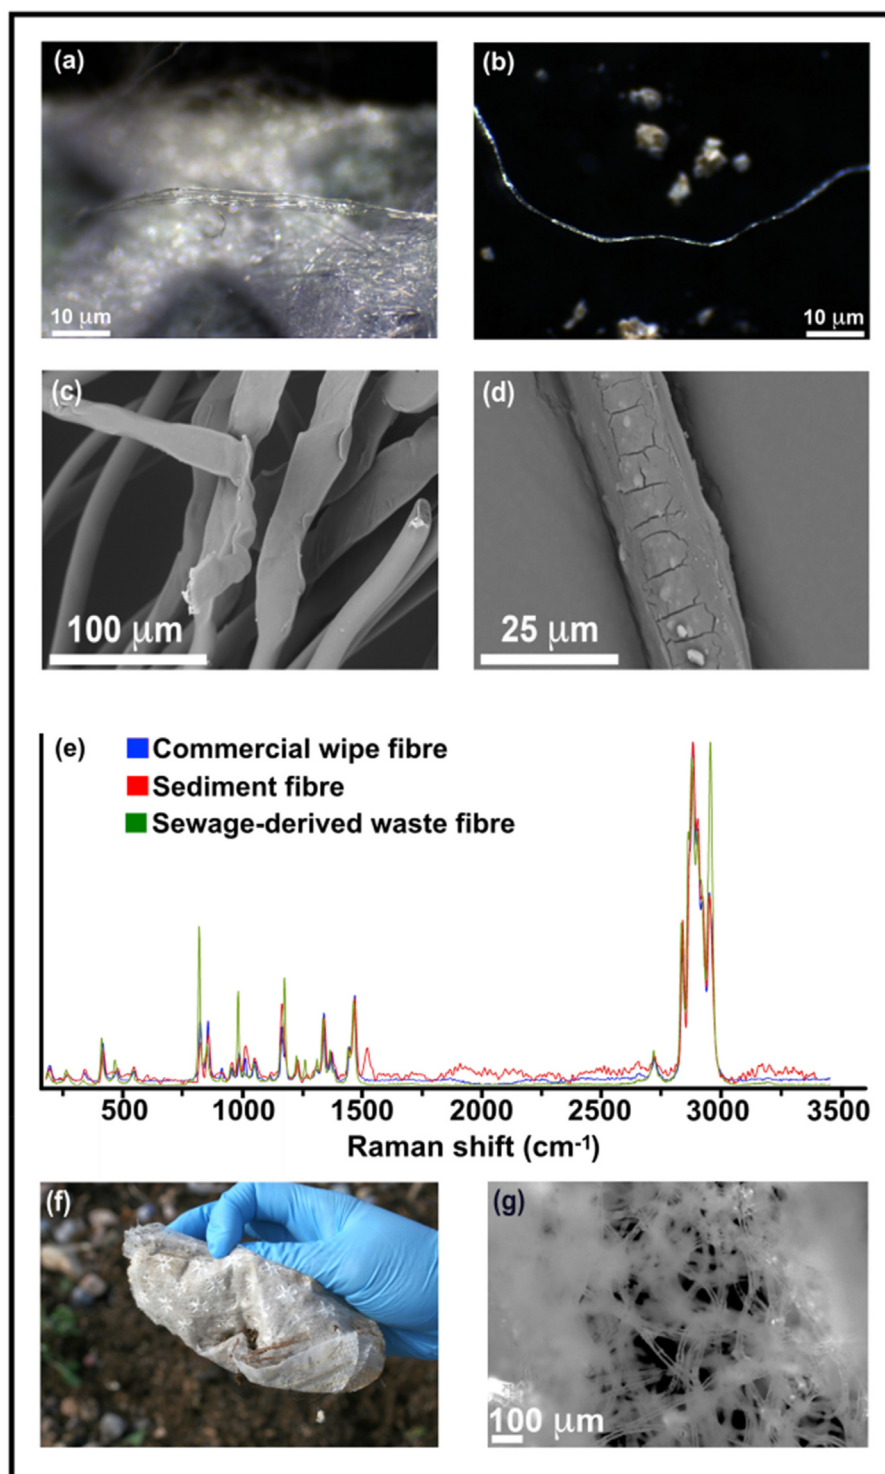 (a)
(b)
10 µm
10 µm
(c)
(d)
100 µm
25 µm
(e)
Commercial wipe fibre
Sediment fibre
Sewage-derived waste fibre
500 1000 1500 2000 2500 3000 3500
Raman shift (cm-1)
(f)
(g)
100 µm